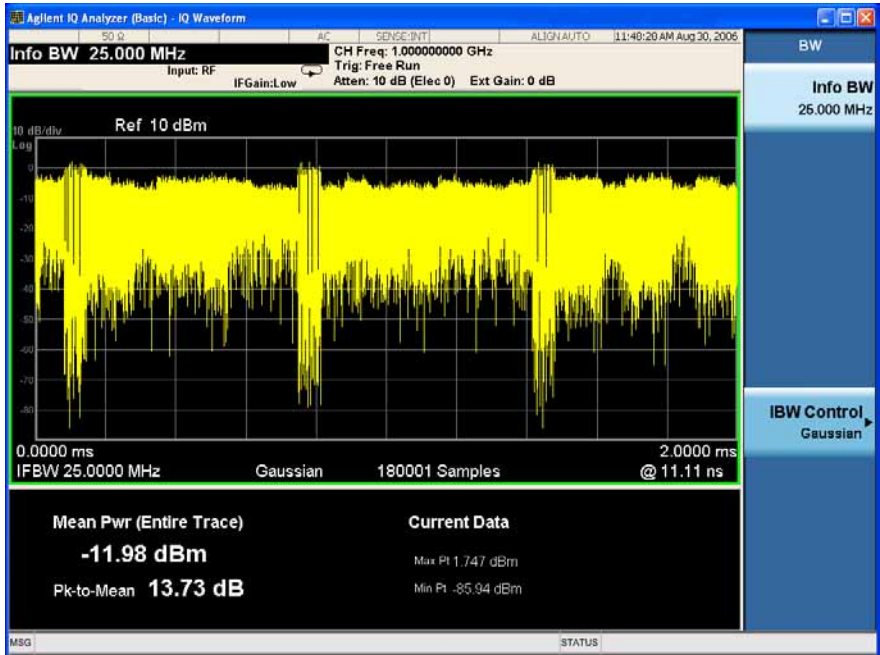 Agilent IQ Analyzer (Basic) - IQ Waveform
50 Ω AC SENSE:INT ALIGN AUTO 11:40:20 AM Aug 30, 2006
Info BW 25.000 MHz
CH Freq: 1.000000000 GHz
Input: RF
Trig: Free Run
IFGain:Low
Atten: 10 dB (Elec 0) Ext Gain: 0 dB
BW
Info BW
25.000 MHz
10 dB/div
Ref 10 dBm
Log
0
-10
-20
-30
-40
-50
-60
-70
-80
0.0000 ms
2.0000 ms
IFBW 25.0000 MHz
Gaussian
180001 Samples
@ 11.11 ns
IBW Control
Gaussian
Mean Pwr (Entire Trace)
-11.98 dBm
Pk-to-Mean 13.73 dB
Current Data
Max Pt 1.747 dBm
Min Pt -85.94 dBm
MSG
STATUS